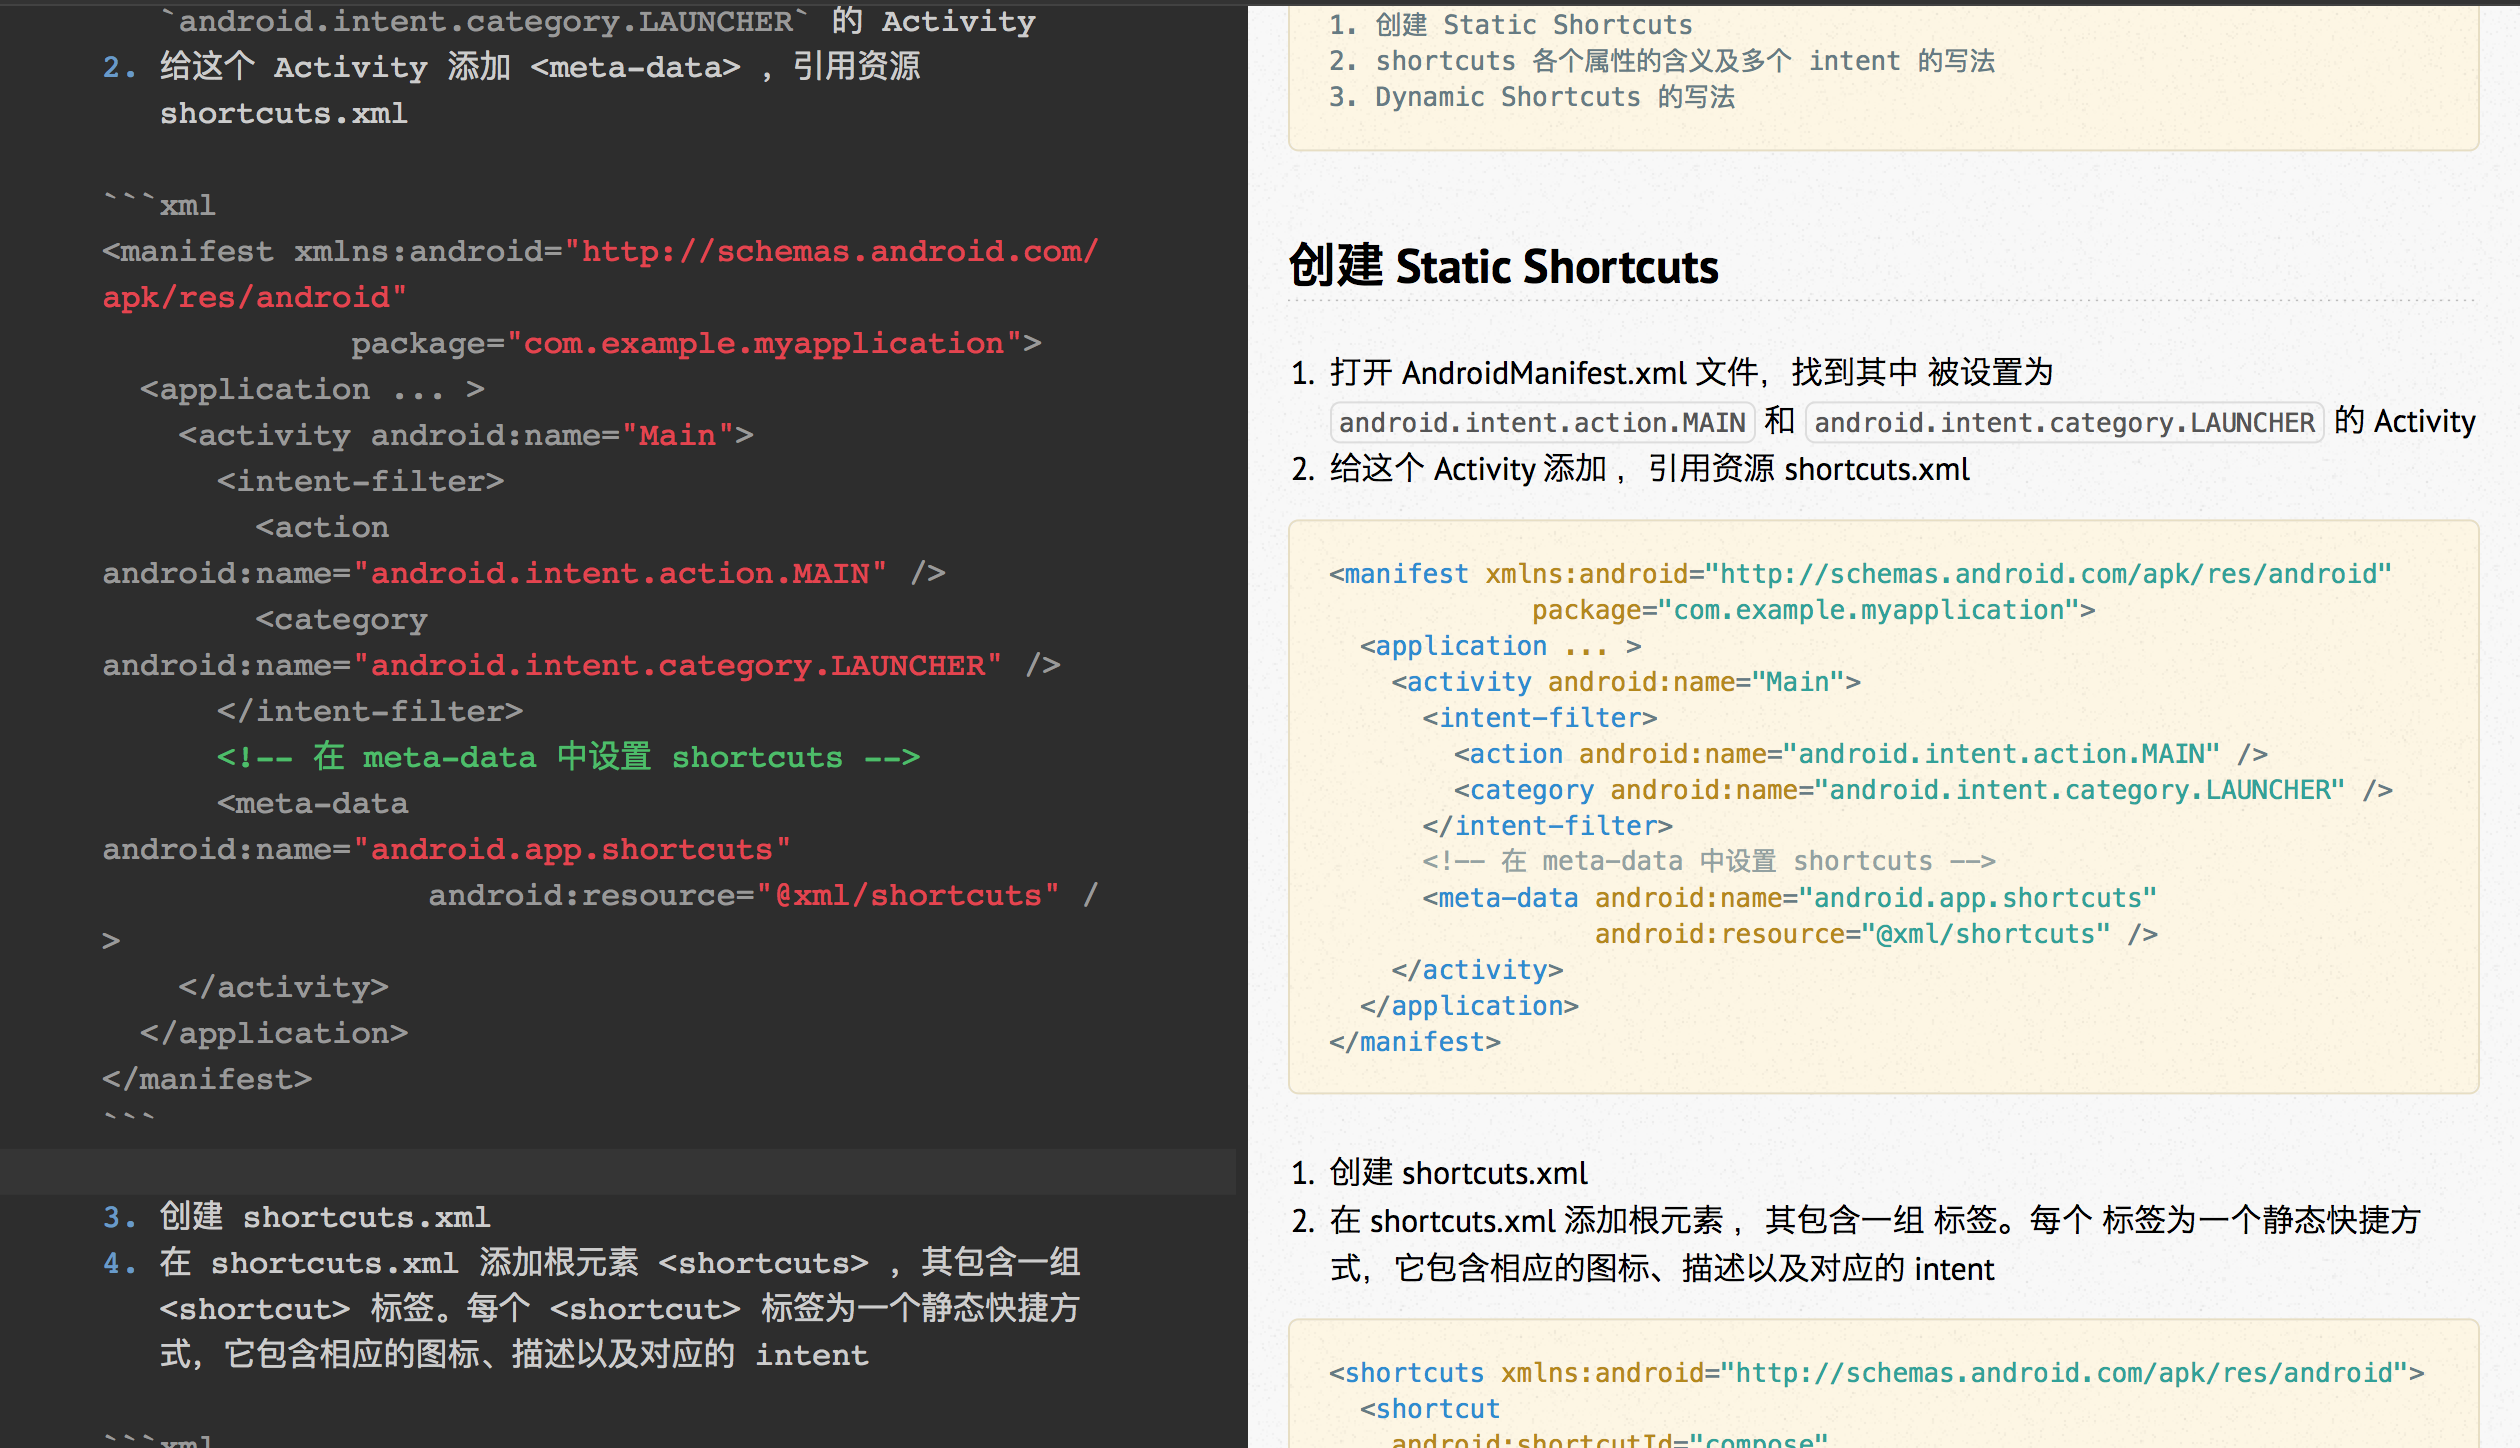 `android.intent.category.LAUNCHER` 的 Activity
2. 给这个 Activity 添加 <meta-data> ，引用资源
shortcuts.xml
```xml
<manifest xmlns:android="http://schemas.android.com/
apk/res/android"
package="com.example.myapplication">
<application ... >
<activity android:name="Main">
<intent-filter>
<action
android:name="android.intent.action.MAIN" />
<category
android:name="android.intent.category.LAUNCHER" />
</intent-filter>
<!-- 在 meta-data 中设置 shortcuts -->
<meta-data
android:name="android.app.shortcuts"
android:resource="@xml/shortcuts" /
>
</activity>
</application>
</manifest>
```
3. 创建 shortcuts.xml
4. 在 shortcuts.xml 添加根元素 <shortcuts> ，其包含一组
<shortcut> 标签。每个 <shortcut> 标签为一个静态快捷方
式，它包含相应的图标、描述以及对应的 intent
```xml
1. 创建 Static Shortcuts
2. shortcuts 各个属性的含义及多个 intent 的写法
3. Dynamic Shortcuts 的写法
创建 Static Shortcuts
1. 打开 AndroidManifest.xml 文件，找到其中 被设置为
android.intent.action.MAIN 和 android.intent.category.LAUNCHER 的 Activity
2. 给这个 Activity 添加 ，引用资源 shortcuts.xml
<manifest xmlns:android="http://schemas.android.com/apk/res/android"
package="com.example.myapplication">
<application ... >
<activity android:name="Main">
<intent-filter>
<action android:name="android.intent.action.MAIN" />
<category android:name="android.intent.category.LAUNCHER" />
</intent-filter>
<!-- 在 meta-data 中设置 shortcuts -->
<meta-data android:name="android.app.shortcuts"
android:resource="@xml/shortcuts" />
</activity>
</application>
</manifest>
1. 创建 shortcuts.xml
2. 在 shortcuts.xml 添加根元素 ，其包含一组 标签。每个 标签为一个静态快捷方
式，它包含相应的图标、描述以及对应的 intent
<shortcuts xmlns:android="http://schemas.android.com/apk/res/android">
<shortcut
android:shortcutId="compose"